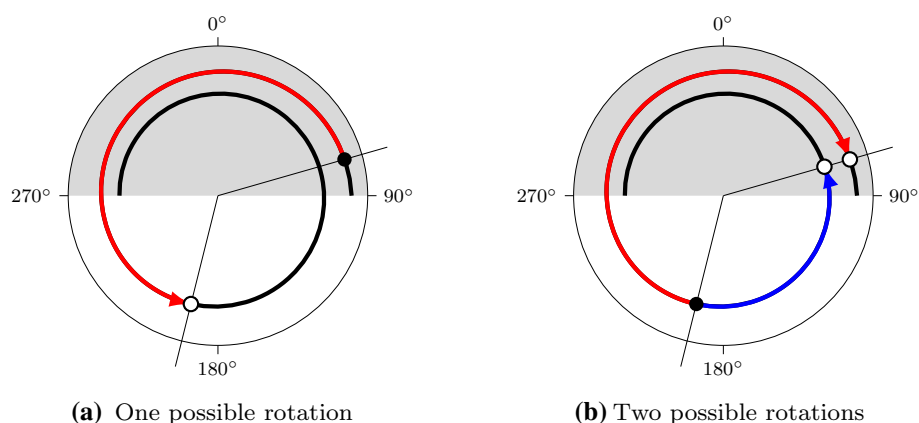 0° 0°
270° 90° 270° 90°
180° 180°
(a) One possible rotation
(b) Two possible rotations